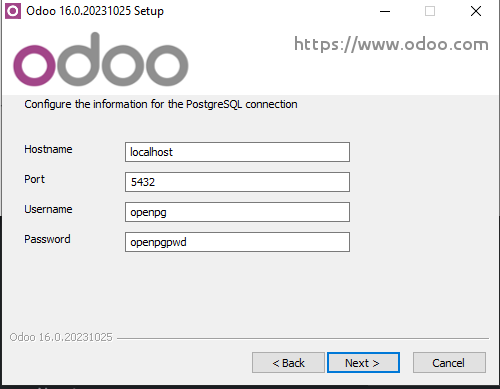 Odoo 16.0.20231025 Setup
odoo
https://www.odoo.com
Configure the information for the PostgreSQL connection
Hostname localhost
Port 5432
Username openpg
Password openpgpwd
Odoo 16.0.20231025
< Back Next > Cancel